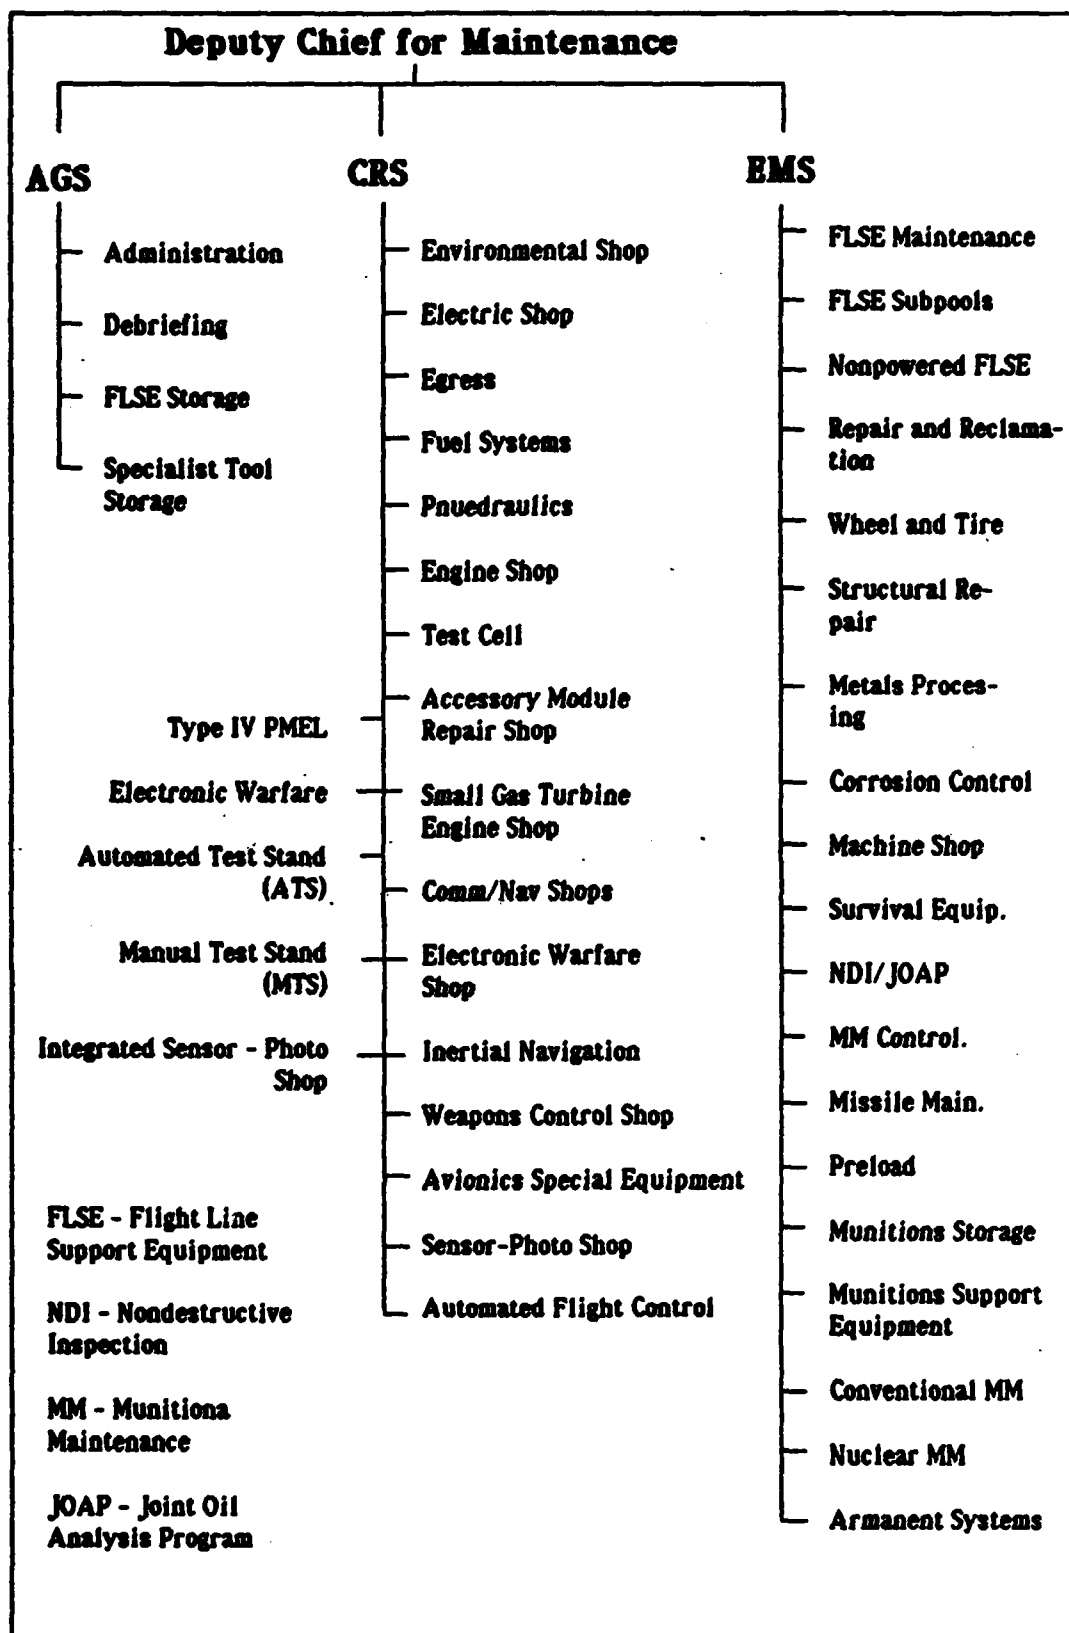 Deputy Chief for Maintenance
AGS
Administration
Debriefing
FLSE Storage
Specialist Tool
Storage
CRS
Environmental Shop
Electric Shop
Egress
Fuel Systems
Pnuedraulics
Engine Shop
Test Cell
Accessory Module
Repair Shop
Small Gas Turbine
Engine Shop
Comm/Nav Shops
Electronic Warfare
Shop
Inertial Navigation
Weapons Control Shop
Avionics Special Equipment
Sensor-Photo Shop
Automated Flight Control
Type IV PMEL
Electronic Warfare
Automated Test Stand
(ATS)
Manual Test Stand
(MTS)
Integrated Sensor - Photo
Shop
EMS
FLSE Maintenance
FLSE Subpools
Nonpowered FLSE
Repair and Reclama-
tion
Wheel and Tire
Structural Re-
pair
Metals Proces-
ing
Corrosion Control
Machine Shop
Survival Equip.
NDI/JOAP
MM Control.
Missile Main.
Preload
Munitions Storage
Munitions Support
Equipment
Conventional MM
Nuclear MM
Armanent Systems
FLSE - Flight Line
Support Equipment
NDI - Nondestructive
Inspection
MM - Munitiona
Maintenance
JOAP - Joint Oil
Analysis Program